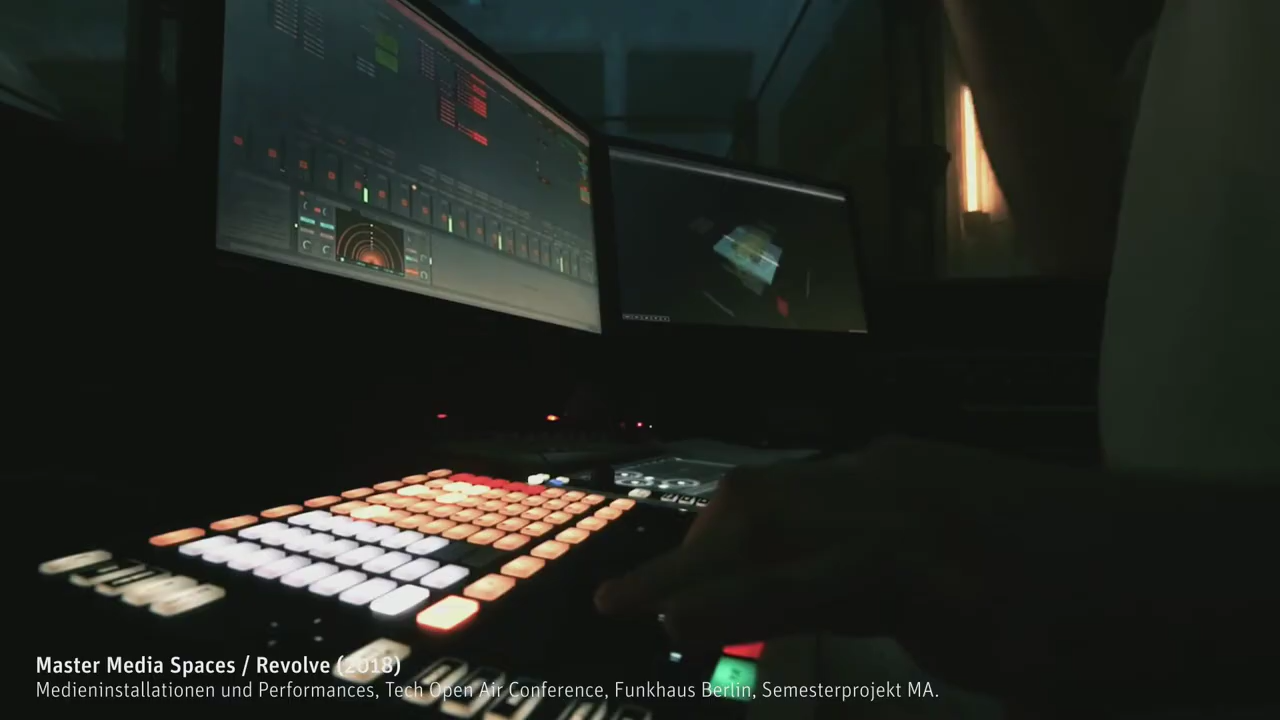 Master Media Spaces / Revolve (2018)
Medieninstallationen und Performances, Tech Open Air Conference, Funkhaus Berlin, Semesterprojekt MA.